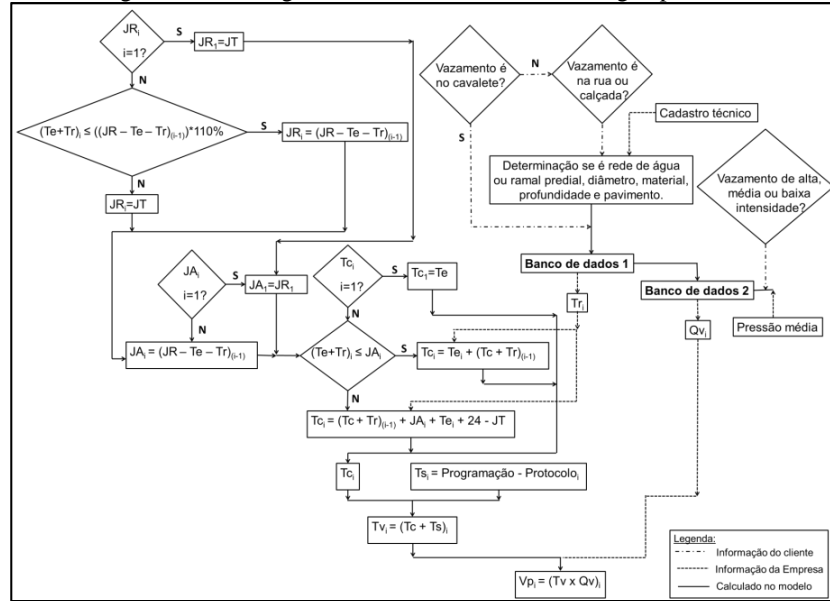 JRi
i=1?
S
JR1=JT
N
(Te+Tr)i ≤ ((JR – Te – Tr)(i-1))*110%
S
JRi = (JR – Te – Tr)(i-1)
N
JRi=JT
JAi
i=1?
S
JA1=JR1
N
JAi = (JR – Te – Tr)(i-1)
Tci
i=1?
S
Tc1=Te
N
(Te+Tr)i ≤ JAi
S
Tci = Tei + (Tc + Tr)(i-1)
N
Tci = (Tc + Tr)(i-1) + JAi + Tei + 24 - JT
Tci
Tsi = Programação - Protocoloi
Tvi = (Tc + Ts)i
Vpi = (Tv x Qv)i
Vazamento é
no cavalete?
N
S
Vazamento é
na rua ou
calçada?
Cadastro técnico
Determinação se é rede de água
ou ramal predial, diâmetro, material,
profundidade e pavimento.
Vazamento de alta,
média ou baixa
intensidade?
Banco de dados 1
Banco de dados 2
Tri
Qvi
Pressão média
Legenda:
Informação do cliente
Informação da Empresa
Calculado no modelo